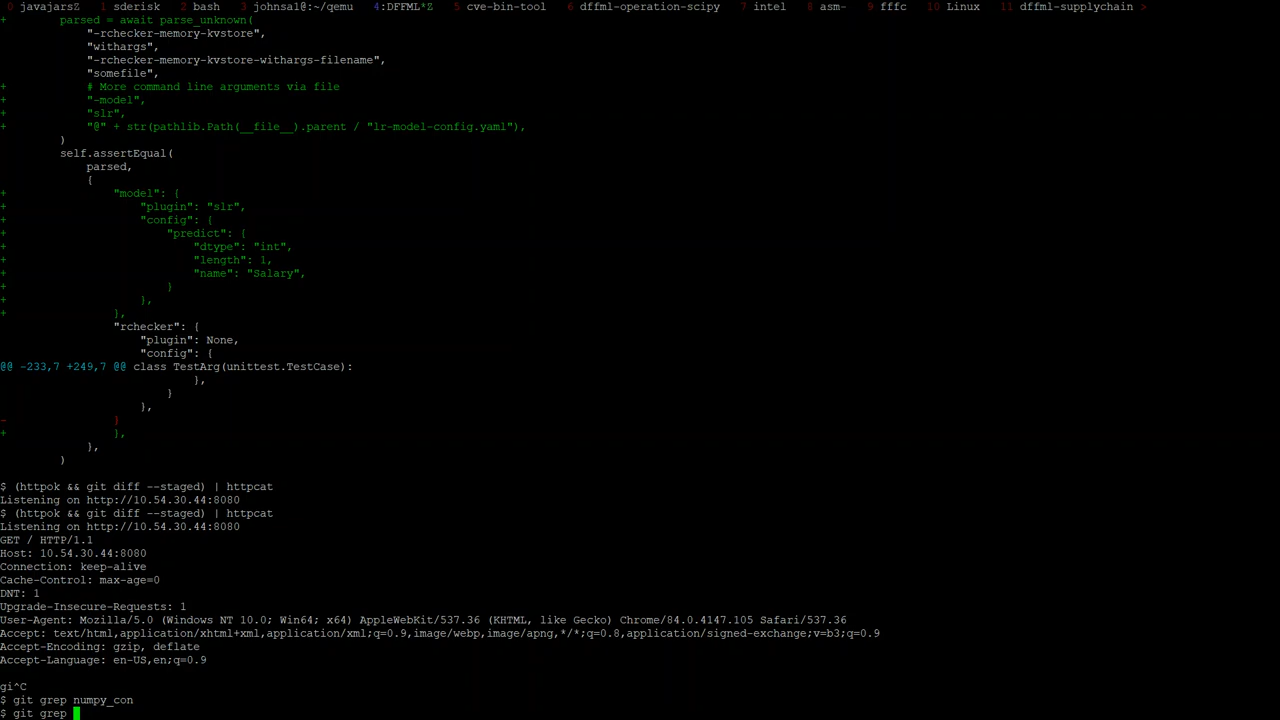 0 javajarsZ  1 sderisk  2 bash  3 johnsal@:~/qemu  4:DFFML*Z  5 cve-bin-tool  6 dffml-operation-scipy  7 intel  8 asm-  9 fffc  10 Linux  11 dffml-supplychain >
+        parsed = await parse_unknown(
             "-rchecker-memory-kvstore",
             "withargs",
             "-rchecker-memory-kvstore-withargs-filename",
             "somefile",
+            # More command line arguments via file
+            "-model",
+            "slr",
+            "@" + str(pathlib.Path(__file__).parent / "lr-model-config.yaml"),
         )
         self.assertEqual(
             parsed,
             {
+                "model": {
+                    "plugin": "slr",
+                    "config": {
+                        "predict": {
+                            "dtype": "int",
+                            "length": 1,
+                            "name": "Salary",
+                        }
+                    },
+                },
                 "rchecker": {
                     "plugin": None,
                     "config": {
@@ -233,7 +249,7 @@ class TestArg(unittest.TestCase):
                             },
                         }
                     },
-                }
+                },
             },
         )
$ (httpok && git diff --staged) | httpcat
Listening on http://10.54.30.44:8080
$ (httpok && git diff --staged) | httpcat
Listening on http://10.54.30.44:8080
GET / HTTP/1.1
Host: 10.54.30.44:8080
Connection: keep-alive
Cache-Control: max-age=0
DNT: 1
Upgrade-Insecure-Requests: 1
User-Agent: Mozilla/5.0 (Windows NT 10.0; Win64; x64) AppleWebKit/537.36 (KHTML, like Gecko) Chrome/84.0.4147.105 Safari/537.36
Accept: text/html,application/xhtml+xml,application/xml;q=0.9,image/webp,image/apng,*/*;q=0.8,application/signed-exchange;v=b3;q=0.9
Accept-Encoding: gzip, deflate
Accept-Language: en-US,en;q=0.9
gi^C
$ git grep numpy_con
$ git grep